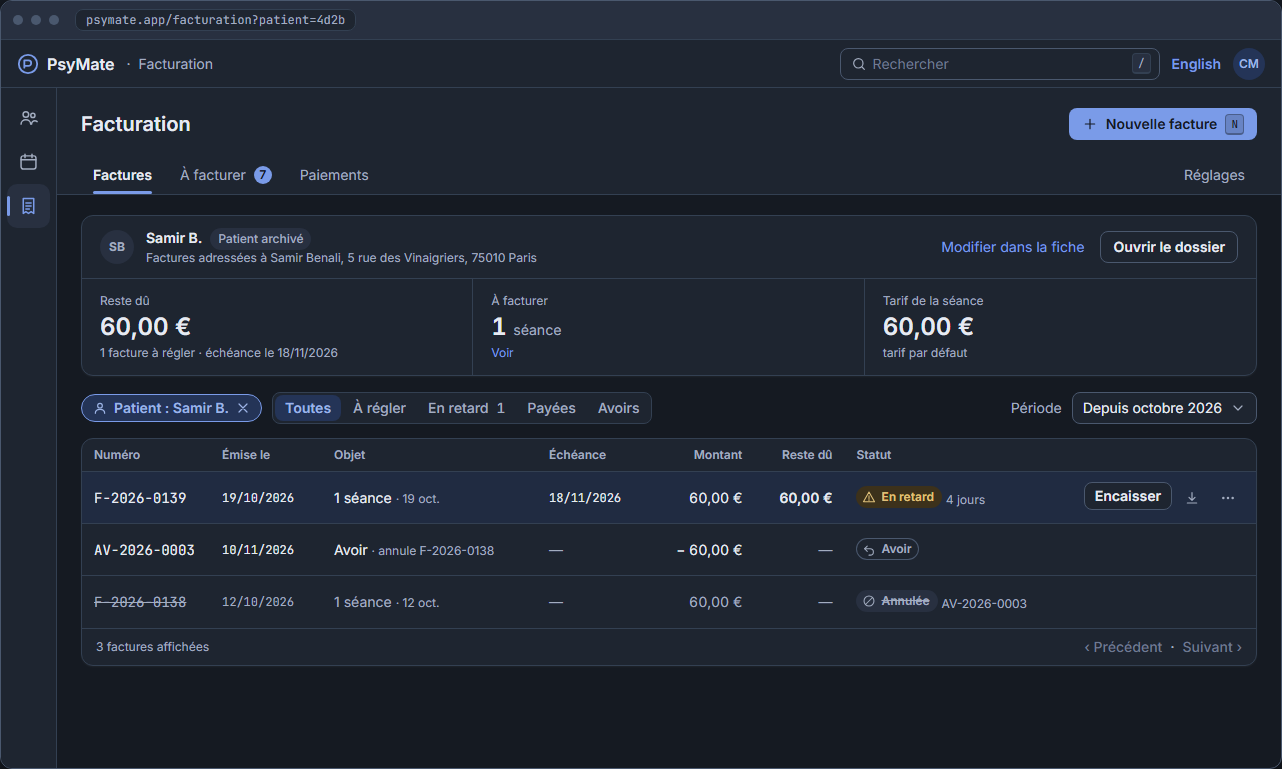 psymate.app/facturation?patient=4d2b
PsyMate · Facturation
Rechercher /
English CM
Facturation
+ Nouvelle facture N
Factures À facturer 7 Paiements Réglages
SB
Samir B. Patient archivé
Factures adressées à Samir Benali, 5 rue des Vinaigriers, 75010 Paris
Modifier dans la fiche Ouvrir le dossier
Reste dû
60,00 €
1 facture à régler · échéance le 18/11/2026
À facturer
1 séance
Voir
Tarif de la séance
60,00 €
tarif par défaut
Patient : Samir B. Toutes À régler En retard 1 Payées Avoirs Période Depuis octobre 2026
Numéro Émise le Objet Échéance Montant Reste dû Statut
F-2026-0139 19/10/2026 1 séance · 19 oct. 18/11/2026 60,00 € 60,00 € En retard 4 jours Encaisser
AV-2026-0003 10/11/2026 Avoir · annule F-2026-0138 — − 60,00 € — Avoir
F-2026-0138 12/10/2026 1 séance · 12 oct. — 60,00 € — Annulée AV-2026-0003
3 factures affichées ‹ Précédent · Suivant ›